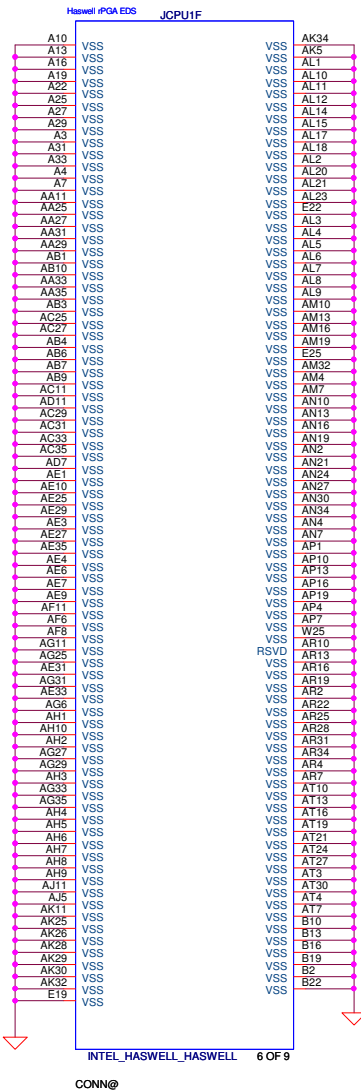 Haswell rPGA EDS
JCPU1F
A10 VSS VSS AK34
A13 VSS VSS AK5
A16 VSS VSS AL1
A19 VSS VSS AL10
A22 VSS VSS AL11
A25 VSS VSS AL12
A27 VSS VSS AL14
A29 VSS VSS AL15
A3 VSS VSS AL17
A31 VSS VSS AL18
A33 VSS VSS AL2
A4 VSS VSS AL20
A7 VSS VSS AL21
AA11 VSS VSS AL23
AA25 VSS VSS E22
AA27 VSS VSS AL3
AA31 VSS VSS AL4
AA29 VSS VSS AL5
AB1 VSS VSS AL6
AB10 VSS VSS AL7
AA33 VSS VSS AL8
AA35 VSS VSS AL9
AB3 VSS VSS AM10
AC25 VSS VSS AM13
AC27 VSS VSS AM16
AB4 VSS VSS AM19
AB6 VSS VSS E25
AB7 VSS VSS AM32
AB9 VSS VSS AM4
AC11 VSS VSS AM7
AD11 VSS VSS AN10
AC29 VSS VSS AN13
AC31 VSS VSS AN16
AC33 VSS VSS AN19
AC35 VSS VSS AN2
AD7 VSS VSS AN21
AE1 VSS VSS AN24
AE10 VSS VSS AN27
AE25 VSS VSS AN30
AE29 VSS VSS AN34
AE3 VSS VSS AN4
AE27 VSS VSS AN7
AE35 VSS VSS AP1
AE4 VSS VSS AP10
AE6 VSS VSS AP13
AE7 VSS VSS AP16
AE9 VSS VSS AP19
AF11 VSS VSS AP4
AF6 VSS VSS AP7
AF8 VSS VSS W25
AG11 VSS RSVD AR10
AG25 VSS VSS AR13
AE31 VSS VSS AR16
AG31 VSS VSS AR19
AE33 VSS VSS AR2
AG6 VSS VSS AR22
AH1 VSS VSS AR25
AH10 VSS VSS AR28
AH2 VSS VSS AR31
AG27 VSS VSS AR34
AG29 VSS VSS AR4
AH3 VSS VSS AR7
AG33 VSS VSS AT10
AG35 VSS VSS AT13
AH4 VSS VSS AT16
AH5 VSS VSS AT19
AH6 VSS VSS AT21
AH7 VSS VSS AT24
AH8 VSS VSS AT27
AH9 VSS VSS AT3
AJ11 VSS VSS AT30
AJ5 VSS VSS AT4
AK11 VSS VSS AT7
AK25 VSS VSS B10
AK26 VSS VSS B13
AK28 VSS VSS B16
AK29 VSS VSS B19
AK30 VSS VSS B2
AK32 VSS VSS B22
E19 VSS
INTEL_HASWELL_HASWELL 6 OF 9
CONN@